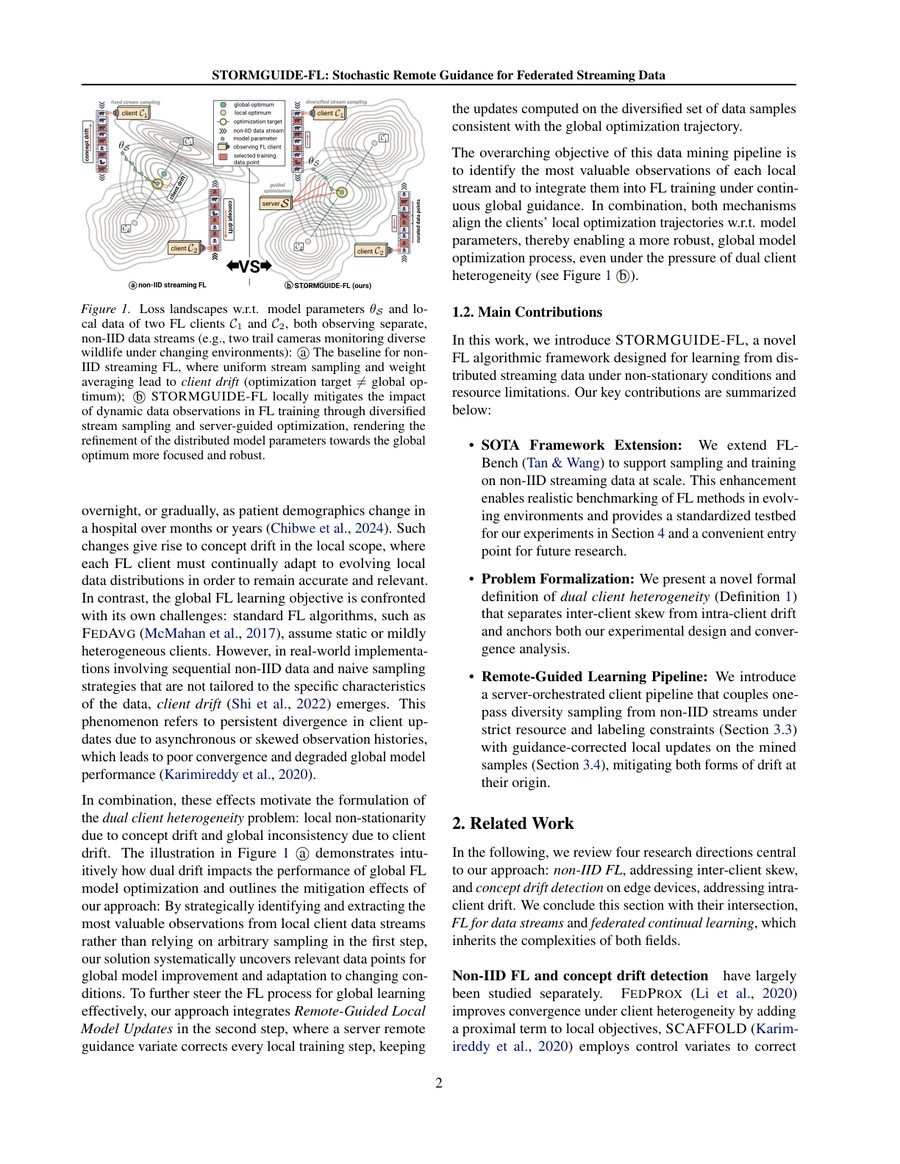 STORMGUIDE-FL: Stochastic Remote Guidance for Federated Streaming Data
fixed stream sampling
client C1
concept drift
θS
C1
client drift
C2
concept drift
client C2
ⓐ non-IID streaming FL
global optimum
local optimum
optimization target
non-IID data stream
model parameter
observing FL client
selected training
data point
VS
diversified stream sampling
client C1
θS
C1
guided
optimization
server S
C2
client C2
curated data points
ⓑ STORMGUIDE-FL (ours)
Figure 1. Loss landscapes w.r.t. model parameters θS and lo-
cal data of two FL clients C1 and C2, both observing separate,
non-IID data streams (e.g., two trail cameras monitoring diverse
wildlife under changing environments): ⓐ The baseline for non-
IID streaming FL, where uniform stream sampling and weight
averaging lead to client drift (optimization target ≠ global op-
timum); ⓑ STORMGUIDE-FL locally mitigates the impact
of dynamic data observations in FL training through diversified
stream sampling and server-guided optimization, rendering the
refinement of the distributed model parameters towards the global
optimum more focused and robust.
overnight, or gradually, as patient demographics change in
a hospital over months or years (Chibwe et al., 2024). Such
changes give rise to concept drift in the local scope, where
each FL client must continually adapt to evolving local
data distributions in order to remain accurate and relevant.
In contrast, the global FL learning objective is confronted
with its own challenges: standard FL algorithms, such as
FEDAVG (McMahan et al., 2017), assume static or mildly
heterogeneous clients. However, in real-world implementa-
tions involving sequential non-IID data and naive sampling
strategies that are not tailored to the specific characteristics
of the data, client drift (Shi et al., 2022) emerges. This
phenomenon refers to persistent divergence in client up-
dates due to asynchronous or skewed observation histories,
which leads to poor convergence and degraded global model
performance (Karimireddy et al., 2020).
In combination, these effects motivate the formulation of
the dual client heterogeneity problem: local non-stationarity
due to concept drift and global inconsistency due to client
drift. The illustration in Figure 1 ⓐ demonstrates intu-
itively how dual drift impacts the performance of global FL
model optimization and outlines the mitigation effects of
our approach: By strategically identifying and extracting the
most valuable observations from local client data streams
rather than relying on arbitrary sampling in the first step,
our solution systematically uncovers relevant data points for
global model improvement and adaptation to changing con-
ditions. To further steer the FL process for global learning
effectively, our approach integrates Remote-Guided Local
Model Updates in the second step, where a server remote
guidance variate corrects every local training step, keeping
the updates computed on the diversified set of data samples
consistent with the global optimization trajectory.
The overarching objective of this data mining pipeline is
to identify the most valuable observations of each local
stream and to integrate them into FL training under contin-
uous global guidance. In combination, both mechanisms
align the clients' local optimization trajectories w.r.t. model
parameters, thereby enabling a more robust, global model
optimization process, even under the pressure of dual client
heterogeneity (see Figure 1 ⓑ).
1.2. Main Contributions
In this work, we introduce STORMGUIDE-FL, a novel
FL algorithmic framework designed for learning from dis-
tributed streaming data under non-stationary conditions and
resource limitations. Our key contributions are summarized
below:
• SOTA Framework Extension: We extend FL-
Bench (Tan & Wang) to support sampling and training
on non-IID streaming data at scale. This enhancement
enables realistic benchmarking of FL methods in evolv-
ing environments and provides a standardized testbed
for our experiments in Section 4 and a convenient entry
point for future research.
• Problem Formalization: We present a novel formal
definition of dual client heterogeneity (Definition 1)
that separates inter-client skew from intra-client drift
and anchors both our experimental design and conver-
gence analysis.
• Remote-Guided Learning Pipeline: We introduce
a server-orchestrated client pipeline that couples one-
pass diversity sampling from non-IID streams under
strict resource and labeling constraints (Section 3.3)
with guidance-corrected local updates on the mined
samples (Section 3.4), mitigating both forms of drift at
their origin.
2. Related Work
In the following, we review four research directions central
to our approach: non-IID FL, addressing inter-client skew,
and concept drift detection on edge devices, addressing intra-
client drift. We conclude this section with their intersection,
FL for data streams and federated continual learning, which
inherits the complexities of both fields.
Non-IID FL and concept drift detection have largely
been studied separately. FEDPROX (Li et al., 2020)
improves convergence under client heterogeneity by adding
a proximal term to local objectives, SCAFFOLD (Karim-
ireddy et al., 2020) employs control variates to correct
2